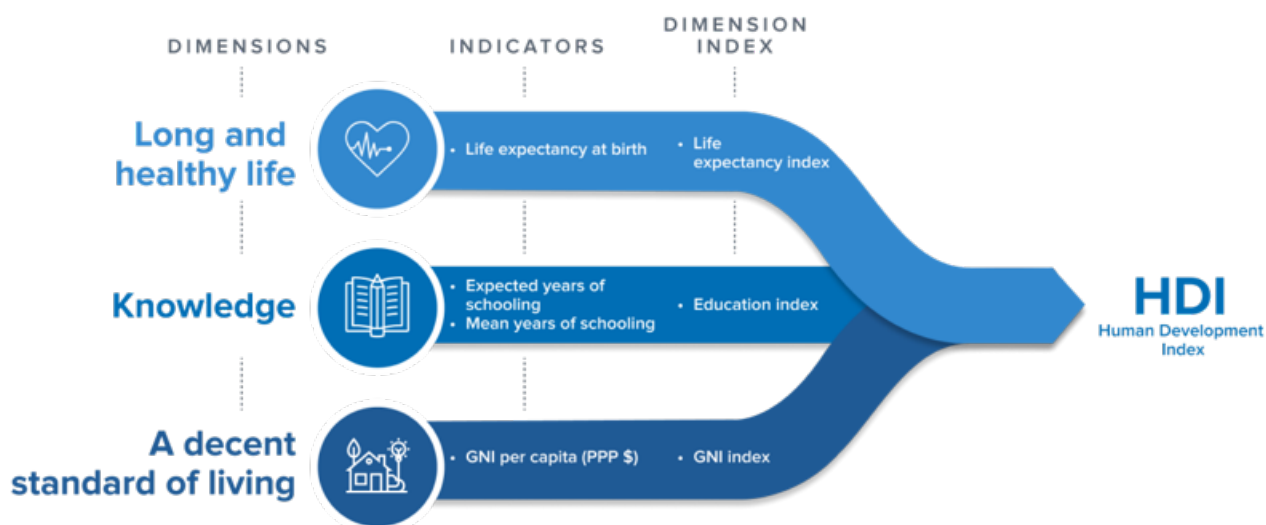 DIMENSIONS
INDICATORS
DIMENSION
INDEX
Long and
healthy life
• Life expectancy at birth
• Life
expectancy index
Knowledge
• Expected years of
schooling
• Mean years of schooling
• Education index
A decent
standard of living
• GNI per capita (PPP $)
• GNI index
HDI
Human Development
Index